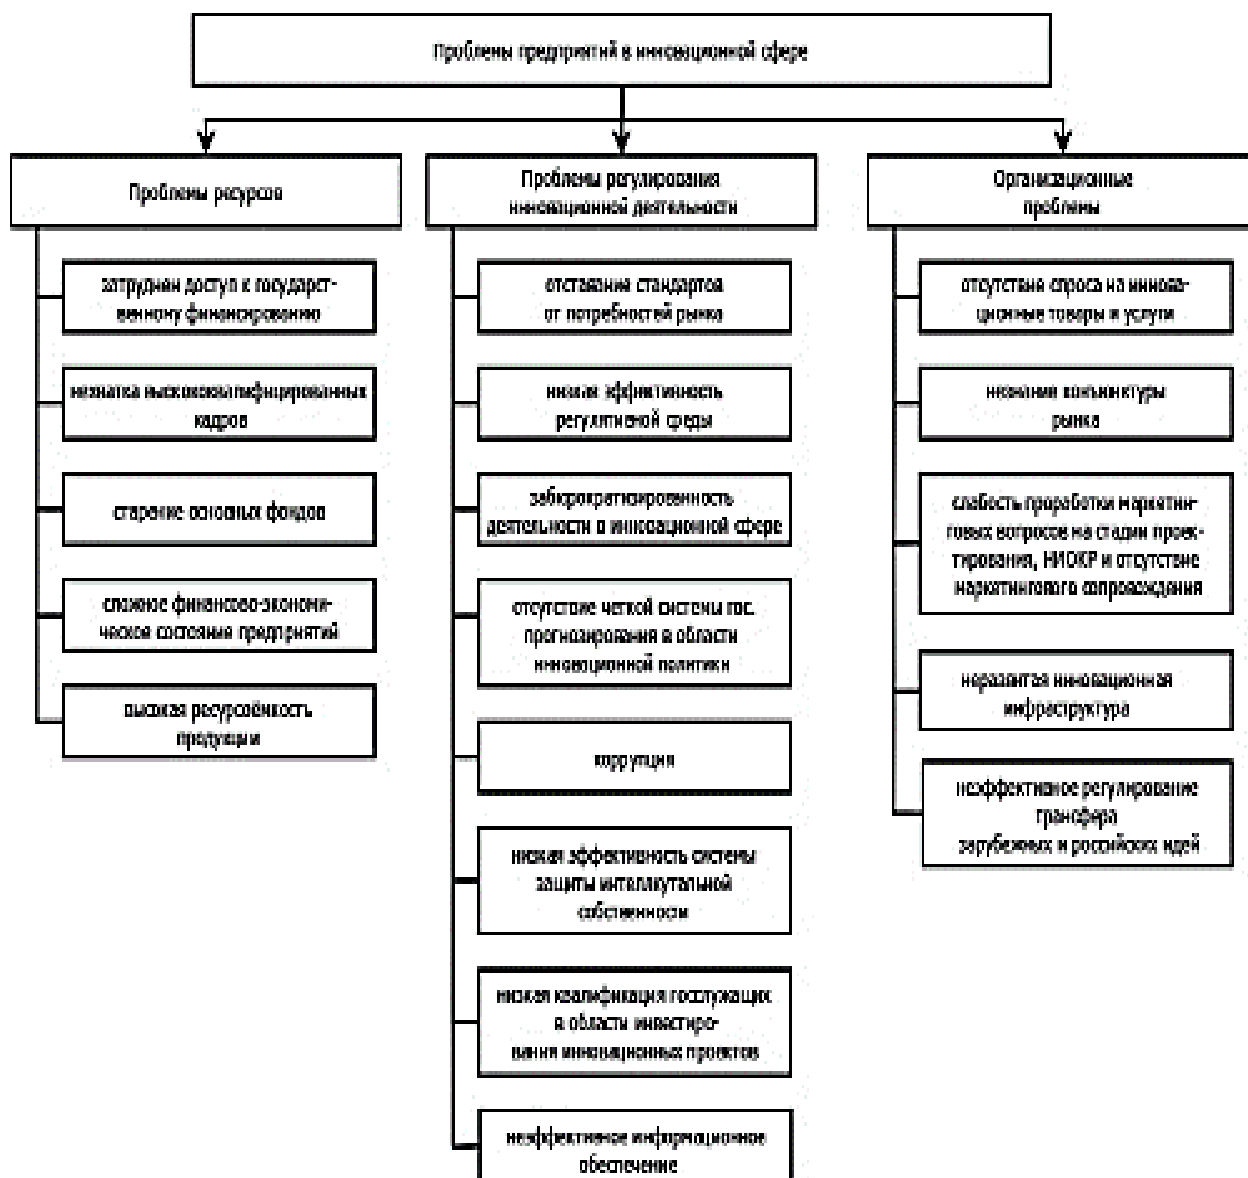 Проблемы предприятий в инновационной сфере
Проблемы ресурсов
затруднен доступ к государст-
венному финансированию
нехватка высококвалифицированных
кадров
старение основных фондов
сложное финансово-экономи-
ческое состояние предприятий
высокая ресурсоёмкость
продукции
Проблемы регулирования
инновационной деятельности
отставание стандартов
от потребностей рынка
низкая эффективность
регулятивной среды
забюрократизированность
деятельности в инновационной сфере
отсутствие четкой системы гос.
прогнозирования в области
инновационной политики
коррупция
низкая эффективность системы
защиты интеллкутальной
собственности
низкая квалификация госслужащих
в области инвестиро-
вания инновационных проектов
неэффективное информационное
обеспечение
Организационные
проблемы
отсутствие спроса на иннова-
ционные товары и услуги
незнание конъюнктуры
рынка
слабость проработки маркетин-
говых вопросов на стадии проек-
тирования, НИОКР и отсутствие
маркетингового сопровождения
неразвитая инновационная
инфраструктура
неэффективное регулирование
трансфера
зарубежных и российских идей